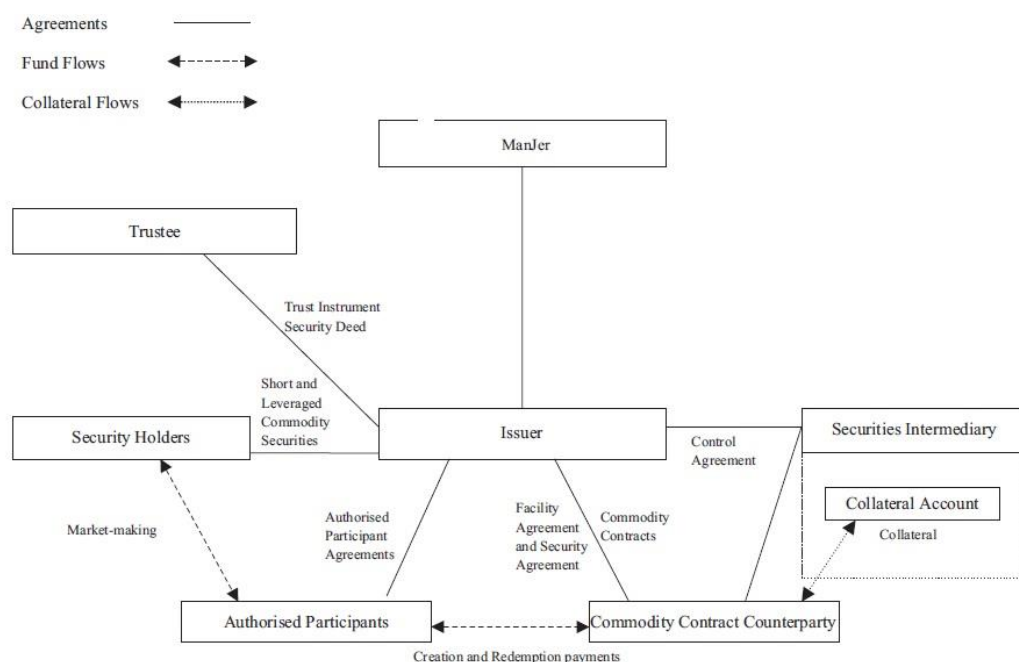 Agreements
Fund Flows
Collateral Flows
ManJer
Trustee
Trust Instrument
Security Deed
Short and
Leveraged
Commodity
Securities
Security Holders
Issuer
Securities Intermediary
Control
Agreement
Collateral Account
Collateral
Market-making
Authorised
Participant
Agreements
Facility
Agreement
and Security
Agreement
Commodity
Contracts
Authorised Participants
Commodity Contract Counterparty
Creation and Redemption payments